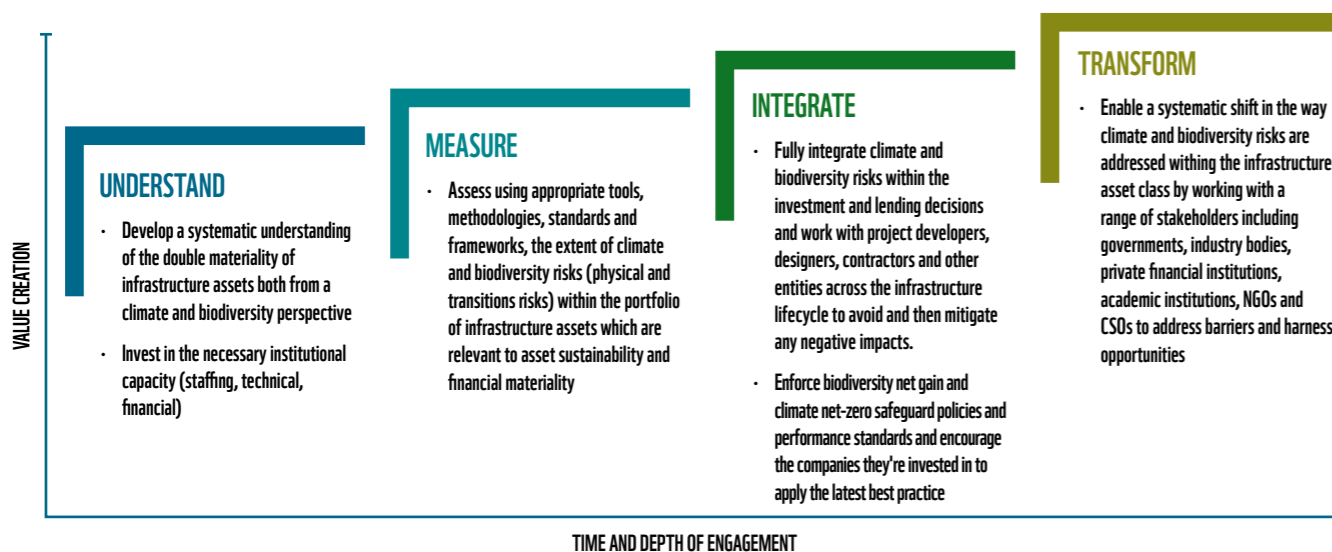 VALUE CREATION
UNDERSTAND
· Develop a systematic understanding
of the double materiality of
infrastructure assets both from a
climate and biodiversity perspective
· Invest in the necessary institutional
capacity (staffing, technical,
financial)
MEASURE
· Assess using appropriate tools,
methodologies, standards and
frameworks, the extent of climate
and biodiversity risks (physical and
transitions risks) within the portfolio
of infrastructure assets which are
relevant to asset sustainability and
financial materiality
INTEGRATE
· Fully integrate climate and
biodiversity risks within the
investment and lending decisions
and work with project developers,
designers, contractors and other
entities across the infrastructure
lifecycle to avoid and then mitigate
any negative impacts.
· Enforce biodiversity net gain and
climate net-zero safeguard policies and
performance standards and encourage
the companies they're invested in to
apply the latest best practice
TRANSFORM
· Enable a systematic shift in the way
climate and biodiversity risks are
addressed withing the infrastructure
asset class by working with a
range of stakeholders including
governments, industry bodies,
private financial institutions,
academic institutions, NGOs and
CSOs to address barriers and harness
opportunities
TIME AND DEPTH OF ENGAGEMENT